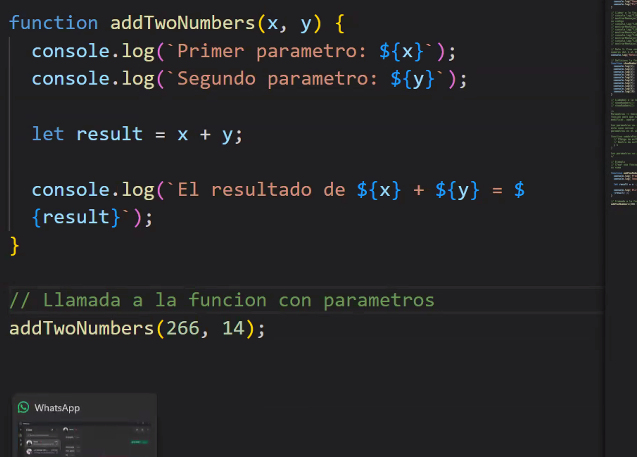 function addTwoNumbers(x, y) {
console.log(`Primer parametro: ${x}`);
console.log(`Segundo parametro: ${y}`);
let result = x + y;
console.log(`El resultado de ${x} + ${y} = $
{result}`);
}
// Llamada a la funcion con parametros
addTwoNumbers(266, 14);
WhatsApp